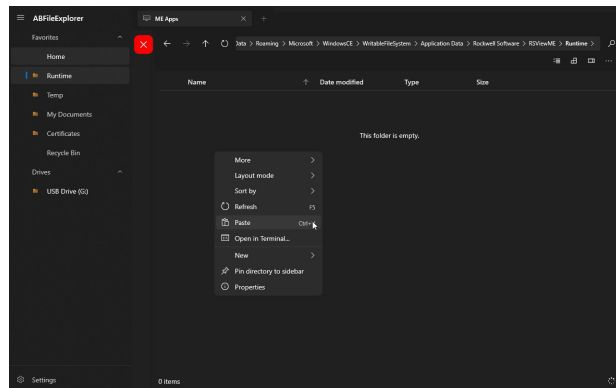 ABFileExplorer
ME Apps
Favorites
Data > Roaming > Microsoft > WindowsCE > WritableFileSystem > Application Data > Rockwell Software > RSViewME > Runtime >
Home
Runtime
Name
Date modified
Type
Size
Temp
My Documents
Certificates
This folder is empty.
Recycle Bin
Drives
USB Drive (G:)
More
Layout mode
Sort by
Refresh F5
Paste
Open in Terminal...
New
Pin directory to sidebar
Properties
Settings
0 items